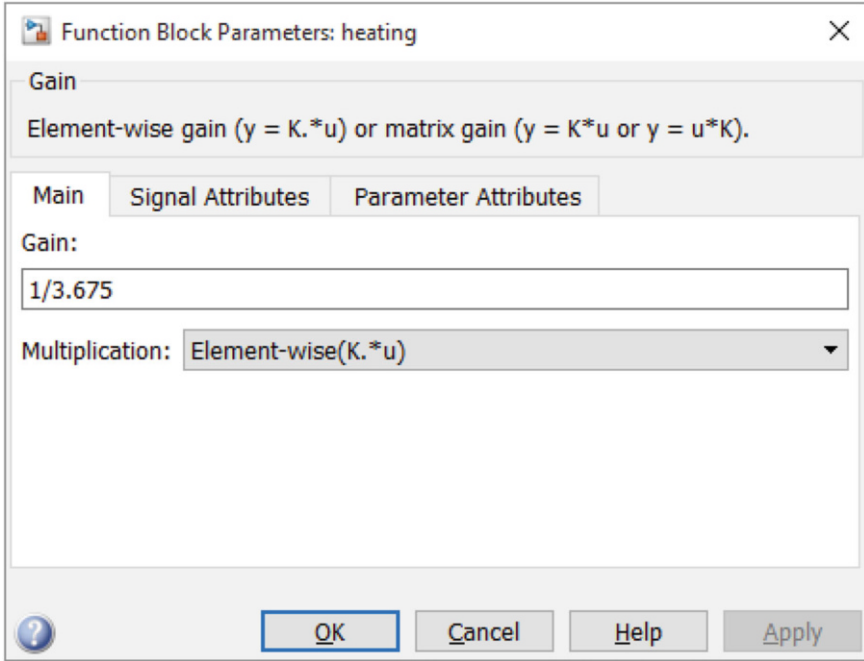 Function Block Parameters: heating
Gain
Element-wise gain (y = K.*u) or matrix gain (y = K*u or y = u*K).
Main Signal Attributes Parameter Attributes
Gain:
1/3.675
Multiplication: Element-wise(K.*u)
? OK Cancel Help Apply